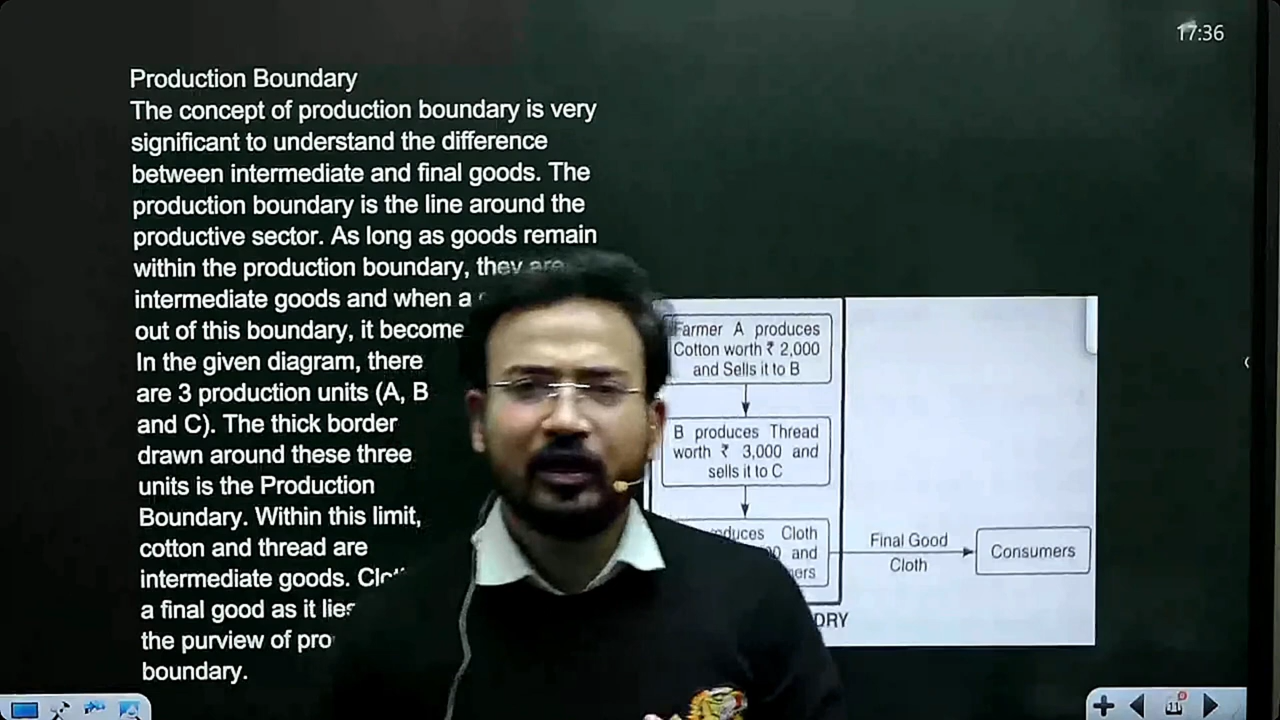 17:36
Production Boundary
The concept of production boundary is very
significant to understand the difference
between intermediate and final goods. The
production boundary is the line around the
productive sector. As long as goods remain
within the production boundary, they are
intermediate goods and when a
out of this boundary, it become
In the given diagram, there
are 3 production units (A, B
and C). The thick border
drawn around these three
units is the Production
Boundary. Within this limit,
cotton and thread are
intermediate goods.
a final good as it lies
the purview of
boundary.
Farmer A produces
Cotton worth ₹ 2,000
and Sells it to B
B produces Thread
worth ₹ 3,000 and
sells it to C
Cloth
and
Final Good
Cloth
Consumers
11